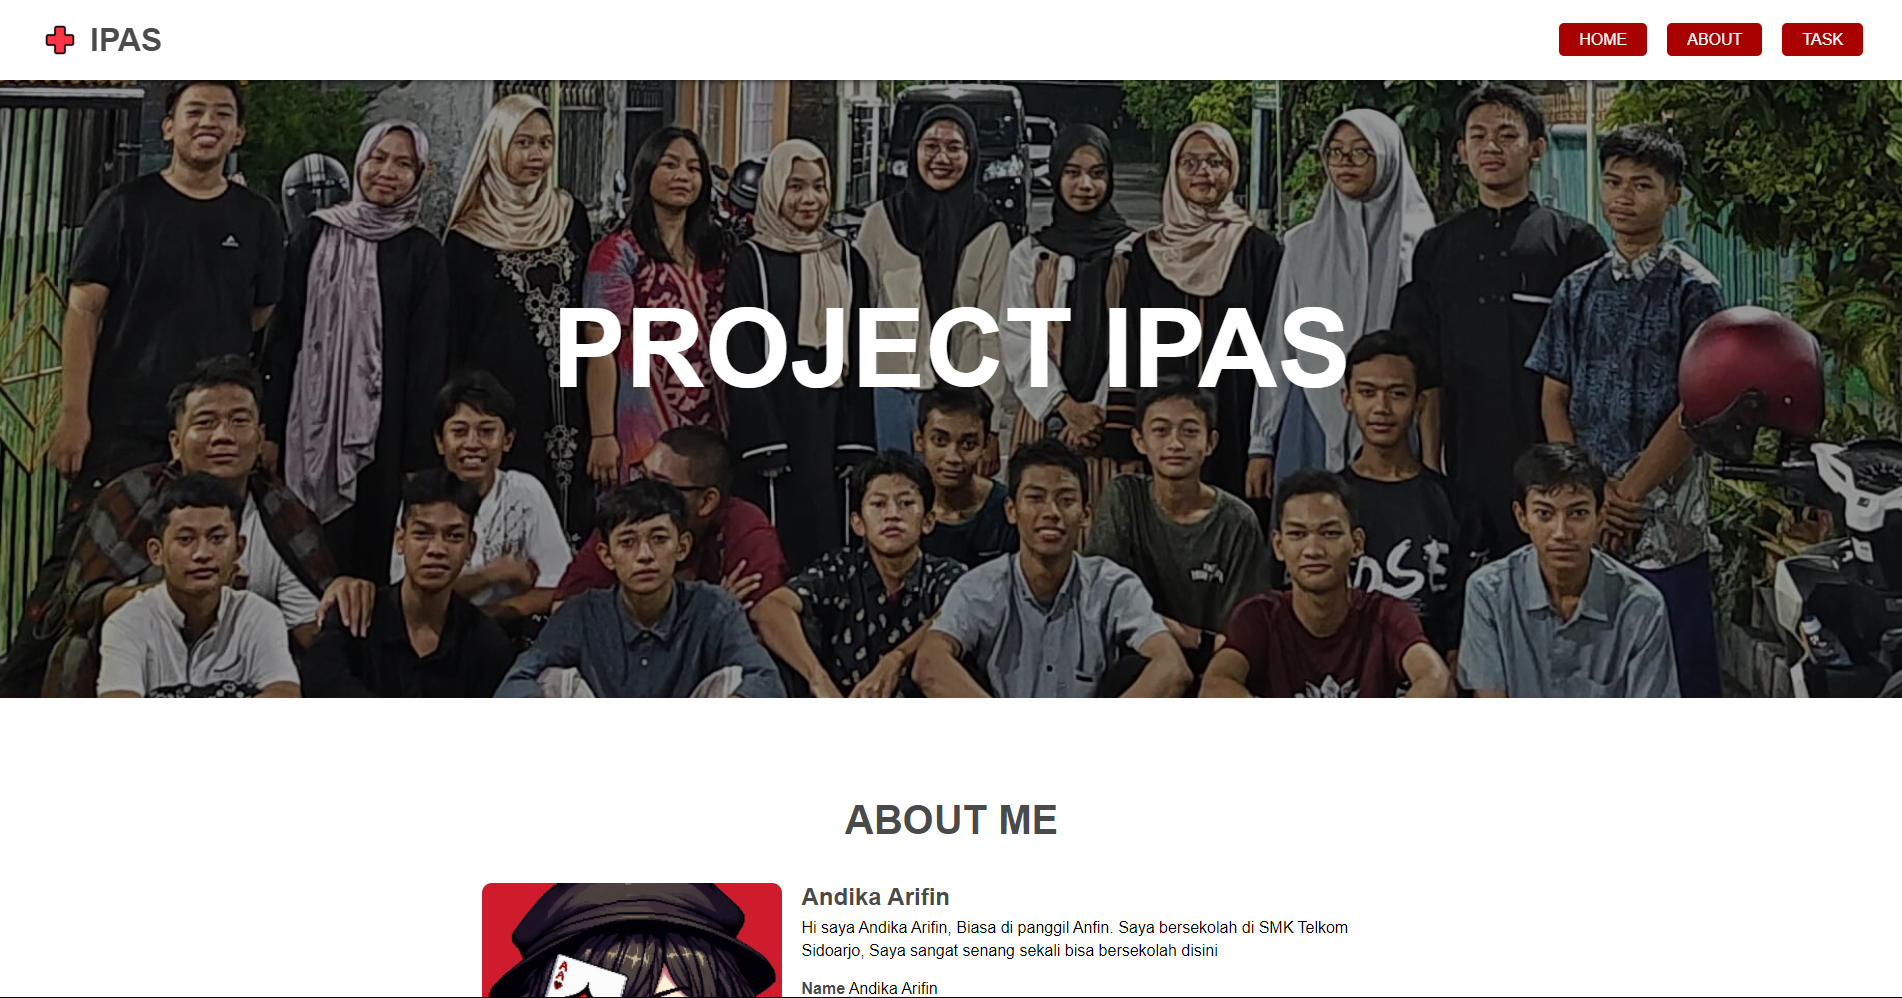 IPAS
HOME
ABOUT
TASK
PROJECT IPAS
ABOUT ME
Andika Arifin
Hi saya Andika Arifin, Biasa di panggil Anfin. Saya bersekolah di SMK Telkom
Sidoarjo, Saya sangat senang sekali bisa bersekolah disini
Name Andika Arifin
A
A